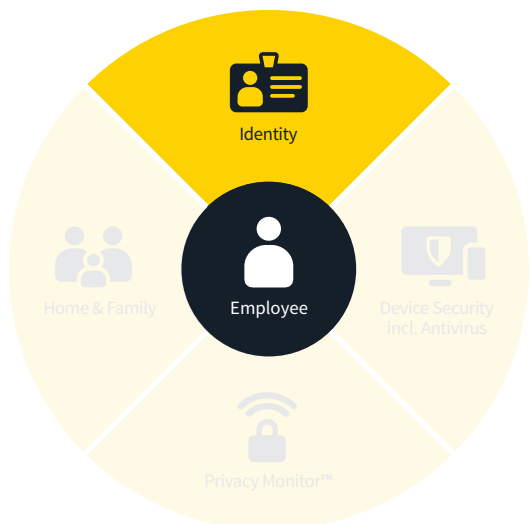 Identity
Home & Family
Employee
Device Security
incl. Antivirus
Privacy Monitor™